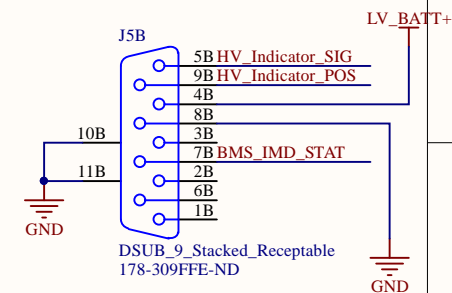 LV_BATT+
J5B
5B HV_Indicator_SIG
9B HV_Indicator_POS
4B
8B
10B
3B
7B BMS_IMD_STAT
11B
2B
6B
1B
GND
DSUB_9_Stacked_Receptable
178-309FFE-ND
GND